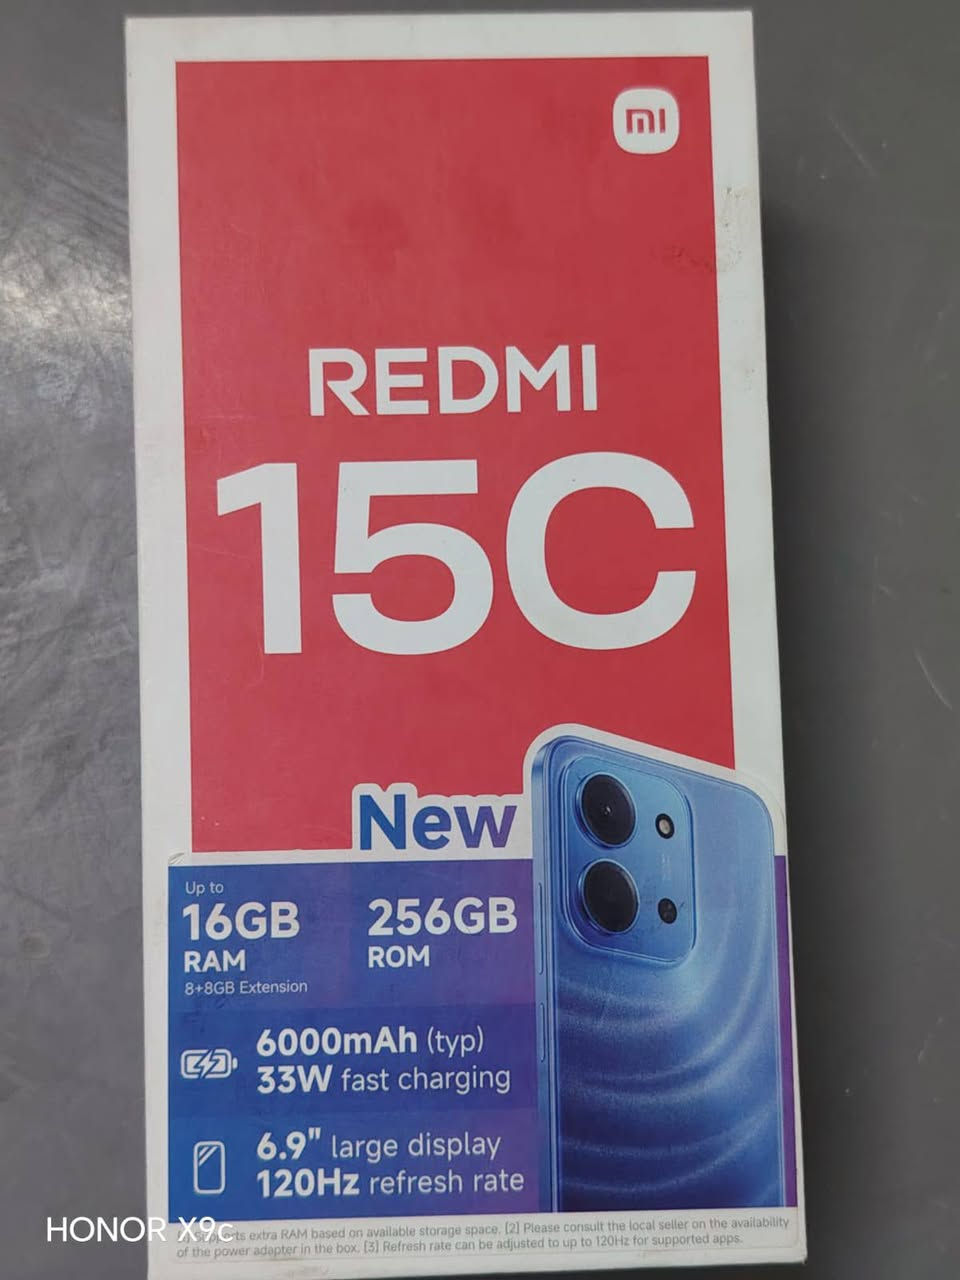 mi
REDMI
15C
New
Up to
16GB
RAM
8+8GB Extension
256GB
ROM
6000mAh (typ)
33W fast charging
6.9" large display
120Hz refresh rate
extra RAM based on available storage space. [2] Please consult the local seller on the availability
of the power adapter in the box. [3] Refresh rate can be adjusted to up to 120Hz for supported apps.
HONOR X9c